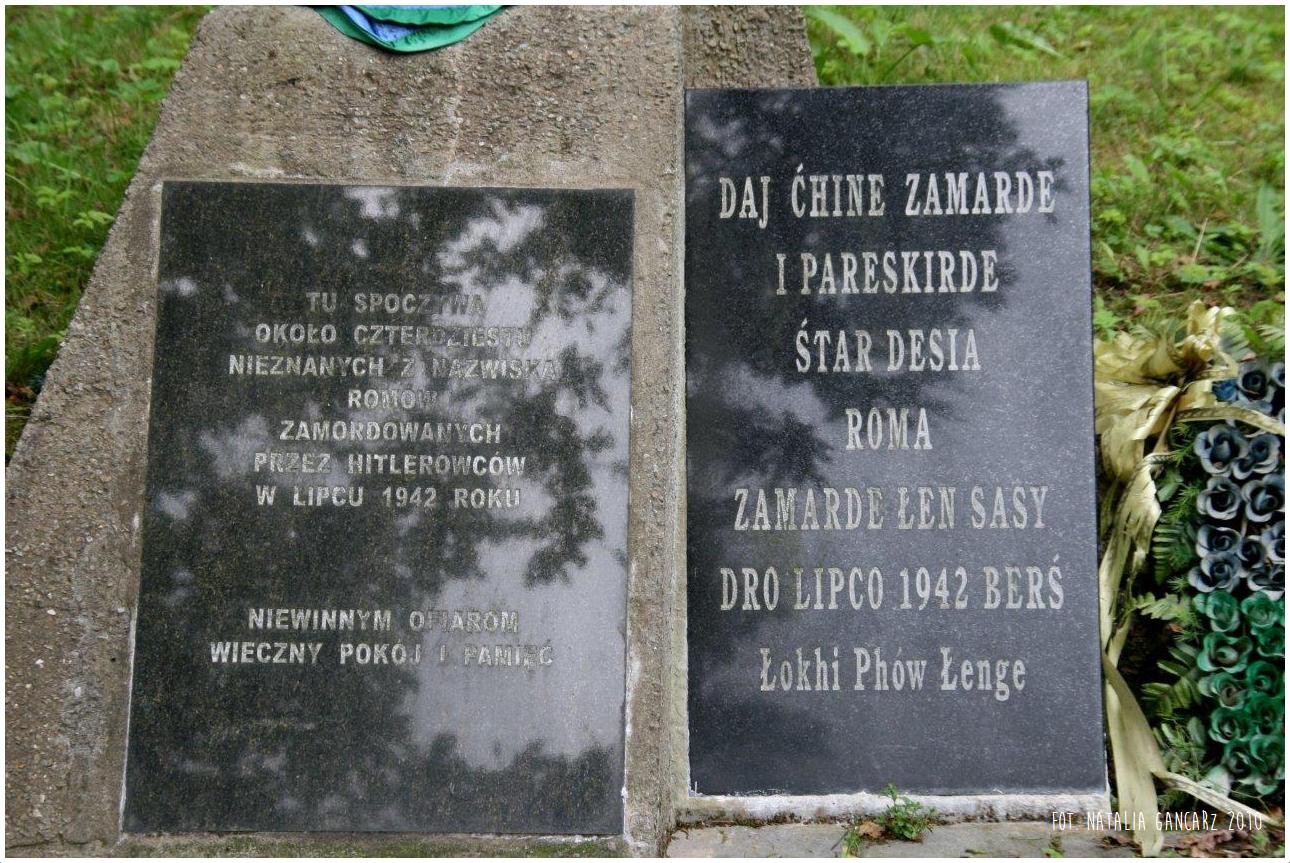 TU SPOCZYWA
OKOŁO CZTERDZIESTU
NIEZNANYCH Z NAZWISKA
ROMÓW
ZAMORDOWANYCH
PRZEZ HITLEROWCÓW
W LIPCU 1942 ROKU
NIEWINNYM OFIAROM
WIECZNY POKÓJ I PAMIĘĆ
DAJ ĆHINE ZAMARDE
I PARESKIRDE
ŚTAR DESIA
ROMA
ZAMARDE ŁEN SASY
DRO LIPCO 1942 BERŚ
Łokhi Phów Łenge
FOT. NATALIA GANCARZ 2010